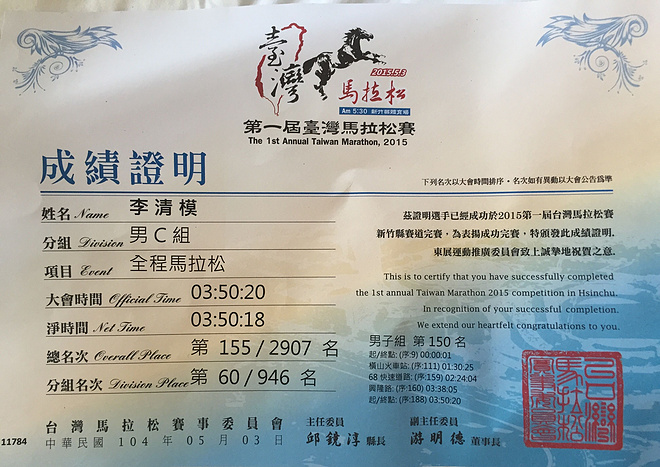 臺灣
馬拉松
2015.5.3
Am 5:30 新竹縣體育場
第一屆臺灣馬拉松賽
The 1st Annual Taiwan Marathon, 2015
成績證明
下列名次以大會時間排序，名次如有異動以大會公告為準
姓名 Name 李清模
分組 Division 男C組
項目 Event 全程馬拉松
大會時間 Official Time 03:50:20
淨時間 Net Time 03:50:18
總名次 Overall Place 第 155 / 2907 名
分組名次 Division Place 第 60 / 946 名
茲證明選手已經成功於2015第一屆台灣馬拉松賽
新竹縣賽道完賽，為表揚成功完賽，特頒發此成績證明.
東展運動推廣委員會致上誠摯地祝賀之意.
This is to certify that you have successfully completed
the 1st annual Taiwan Marathon 2015 competition in Hsinchu.
In recognition of your successful completion.
We extend our heartfelt congratulations to you.
男子組 第 150 名
起/終點: (序:9) 00:00:01
橫山火車站: (序:111) 01:30:25
68 快速道路: (序:159) 02:24:04
興隆路: (序:160) 03:38:05
起/終點: (序:188) 03:50:20
台灣馬拉松賽事委員會
中華民國 104 年 05 月 03 日
主任委員
邱鏡淳 縣長
副主任委員
游明德 董事長
11784
台灣
馬拉松
賽事委員會